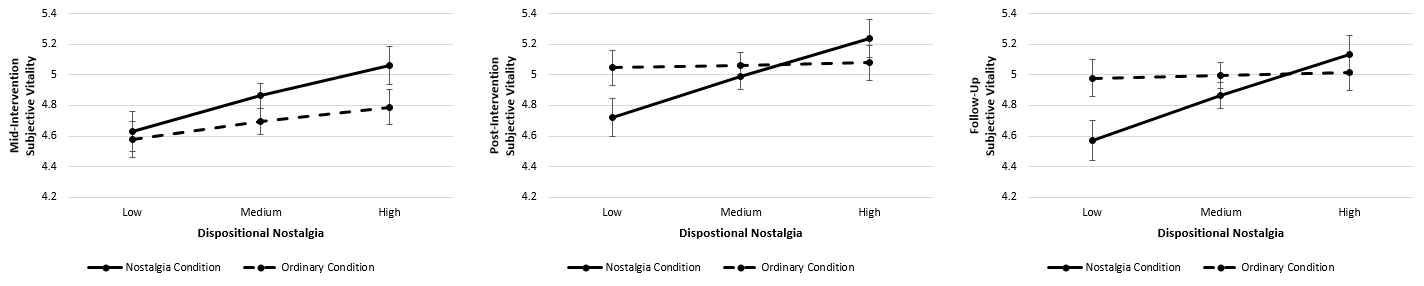 5.4
5.2
5
4.8
4.6
4.4
4.2
Mid-Intervention
Subjective Vitality
Low Medium High
Dispositional Nostalgia
Nostalgia Condition Ordinary Condition
5.4
5.2
5
4.8
4.6
4.4
4.2
Post-Intervention
Subjective Vitality
Low Medium High
Dispostional Nostalgia
Nostalgia Condition Ordinary Condition
5.4
5.2
5
4.8
4.6
4.4
4.2
Follow-Up
Subjective Vitality
Low Medium High
Dispositional Nostalgia
Nostalgia Condition Ordinary Condition